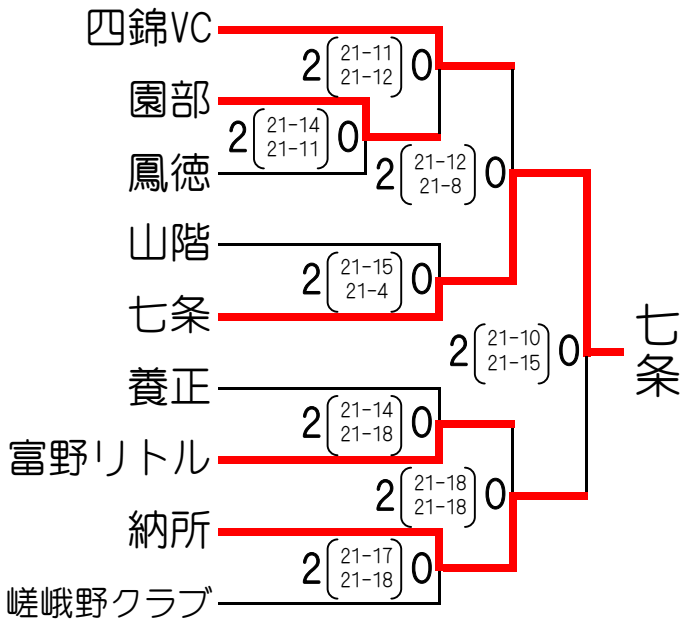 四錦VC
2 21-11 0
21-12
園部
2 21-14 0
21-11
鳳徳
2 21-12 0
21-8
山階
2 21-15 0
21-4
七条
2 21-10 0
21-15
七条
養正
2 21-14 0
21-18
富野リトル
2 21-18 0
21-18
納所
2 21-17 0
21-18
嵯峨野クラブ